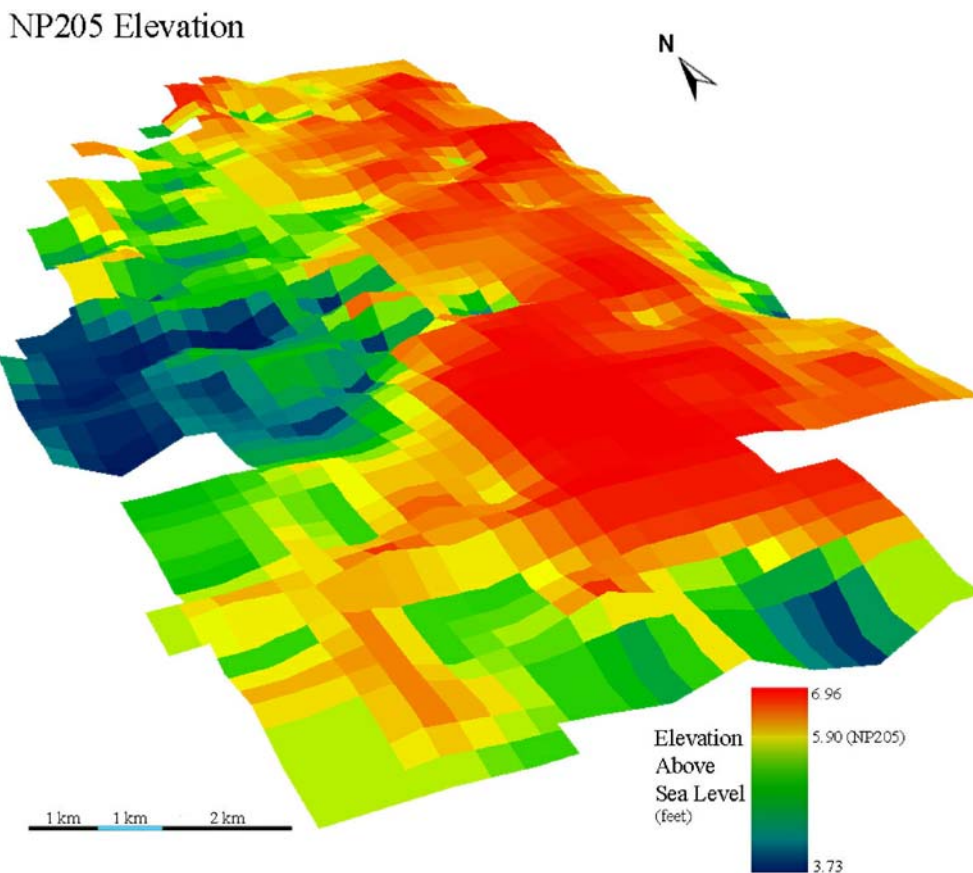 NP205 Elevation
N
6.96
Elevation
5.90 (NP205)
Above
Sea Level
(feet)
3.73
1 km 1 km 2 km